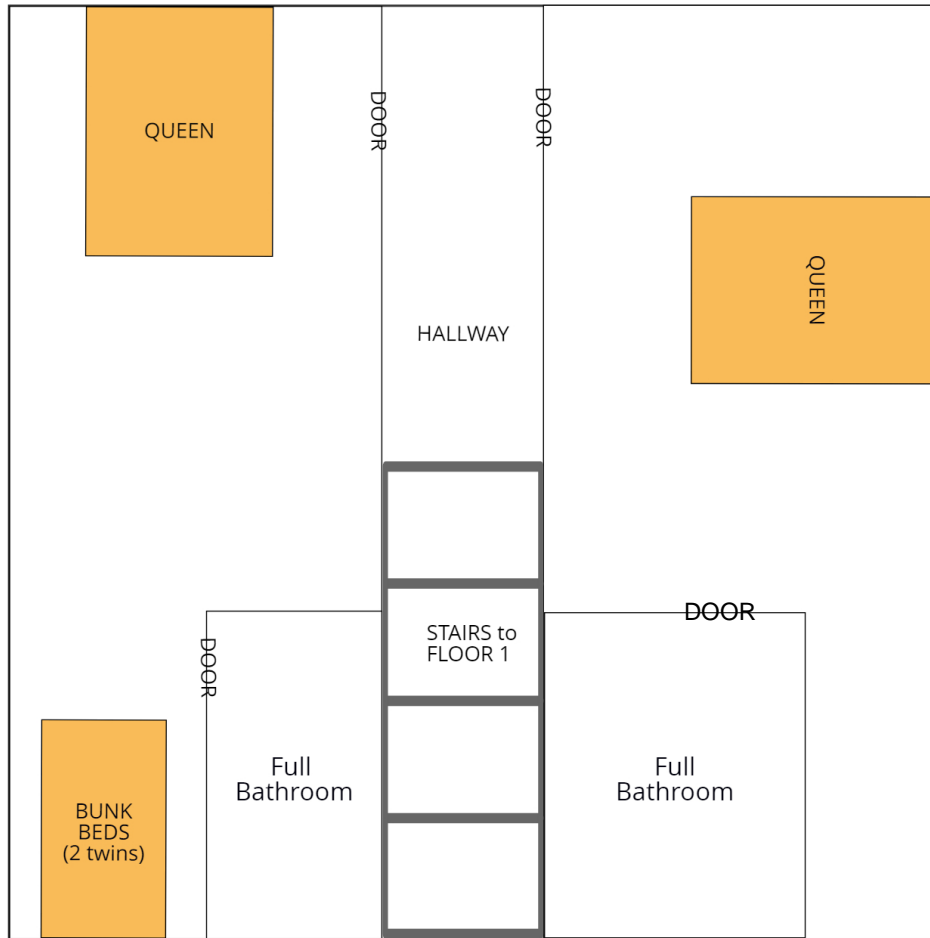 DOOR
DOOR
QUEEN
QUEEN
HALLWAY
DOOR
STAIRS to
FLOOR 1
DOOR
Full
Bathroom
Full
Bathroom
BUNK
BEDS
(2 twins)